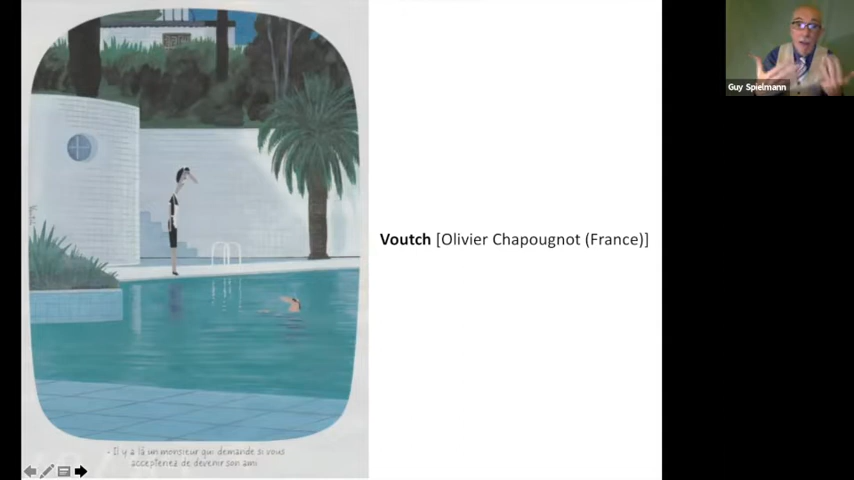 Guy Spielmann
Voutch [Olivier Chapougnot (France)]
- Il y a là un monsieur qui demande si vous
accepteriez de devenir son ami